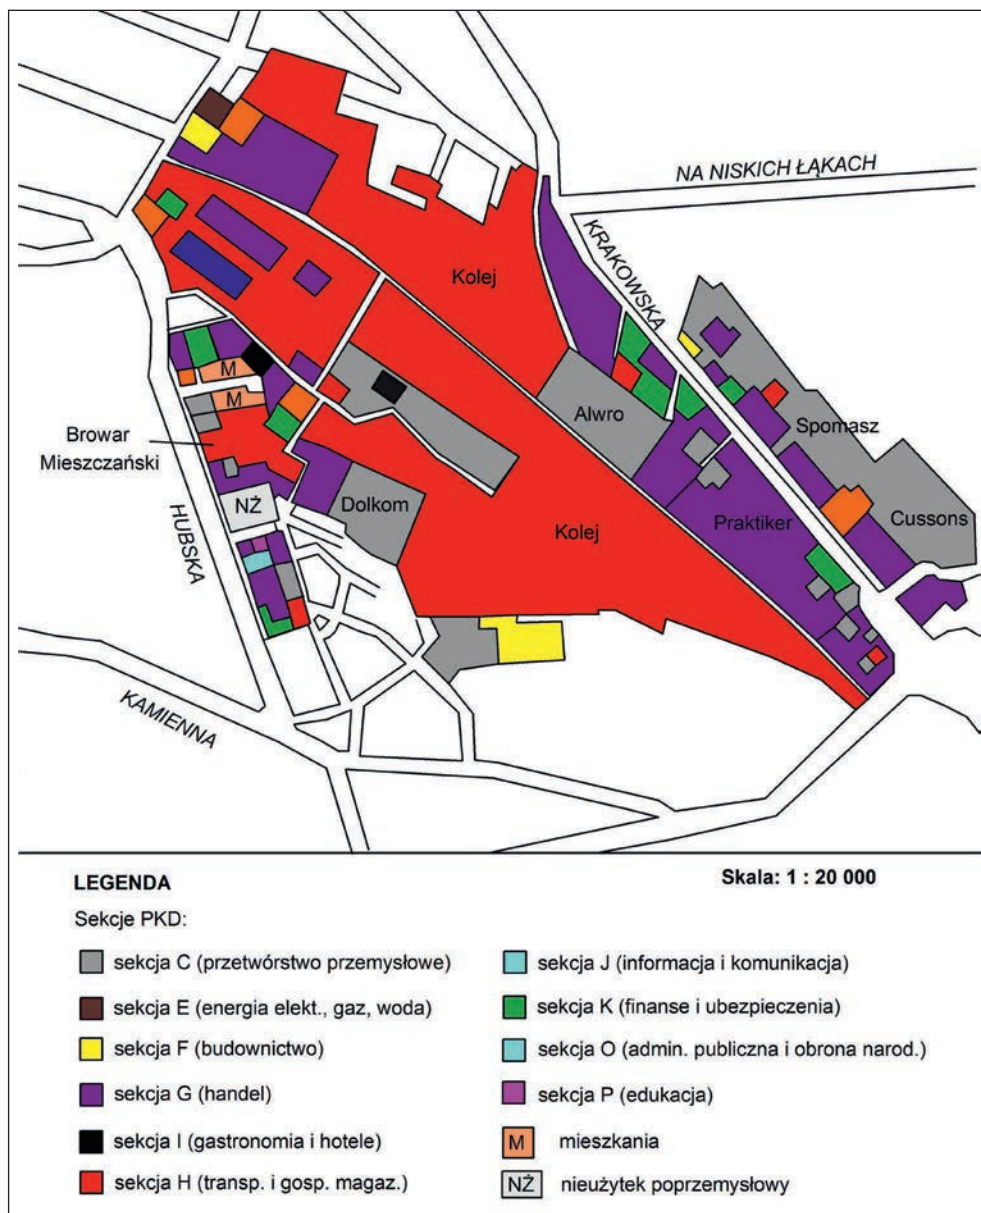 NA NISKICH ŁĄKACH
KRAKOWSKA
Kolej
Alwro
Spomasz
M
M
Browar
Mieszczański
NŻ
Dolkom
Praktiker
Cussons
Kolej
HUBSKA
KAMIENNA
LEGENDA
Skala: 1 : 20 000
Sekcje PKD:
sekcja C (przetwórstwo przemysłowe)
sekcja E (energia elekt., gaz, woda)
sekcja F (budownictwo)
sekcja G (handel)
sekcja I (gastronomia i hotele)
sekcja H (transp. i gosp. magaz.)
sekcja J (informacja i komunikacja)
sekcja K (finanse i ubezpieczenia)
sekcja O (admin. publiczna i obrona narod.)
sekcja P (edukacja)
M mieszkania
NŻ nieużytek poprzemysłowy